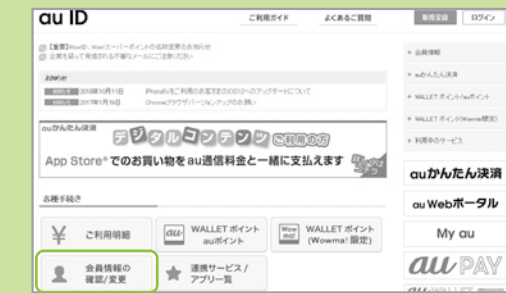 au ID
ご利用ガイド
よくあるご質問
新規登録
ログイン
【重要】WowID、Wowスーパーポイントの名称変更のお知らせ
企業を装って発信される不審なメールにご注意ください
お知らせ
2016年10月11日
2017年1月19日
Chromeブラウザバージョンアップのお願い
auかんたん決済
デジタルコンテンツご利用の方
App Store®でのお買い物をau通信料金と一緒に支払えます
各種手続き
ご利用明細
au
WALLET ポイント
auポイント
Wow!
ma!
WALLET ポイント
(Wowma! 限定)
会員情報の
確認/変更
連携サービス /
アプリ一覧
+ 会員情報
+ auかんたん決済
+ WALLET ポイント/auポイント
+ WALLET ポイント(Wowma!限定)
+ 利用中のサービス
auかんたん決済
au Webポータル
My au
au PAY